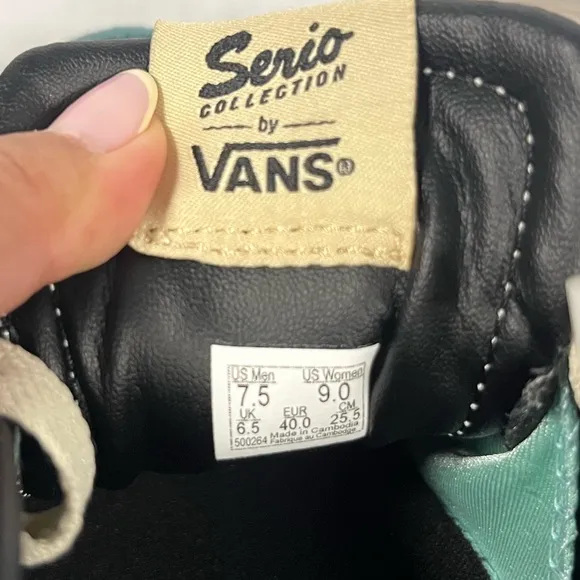 Serio
COLLECTION
by
VANS®
US Men US Women
7.5 9.0
UK EUR CM
6.5 40.0 25.5
500264 Made in Cambodia
Fabriqué au Cambodge